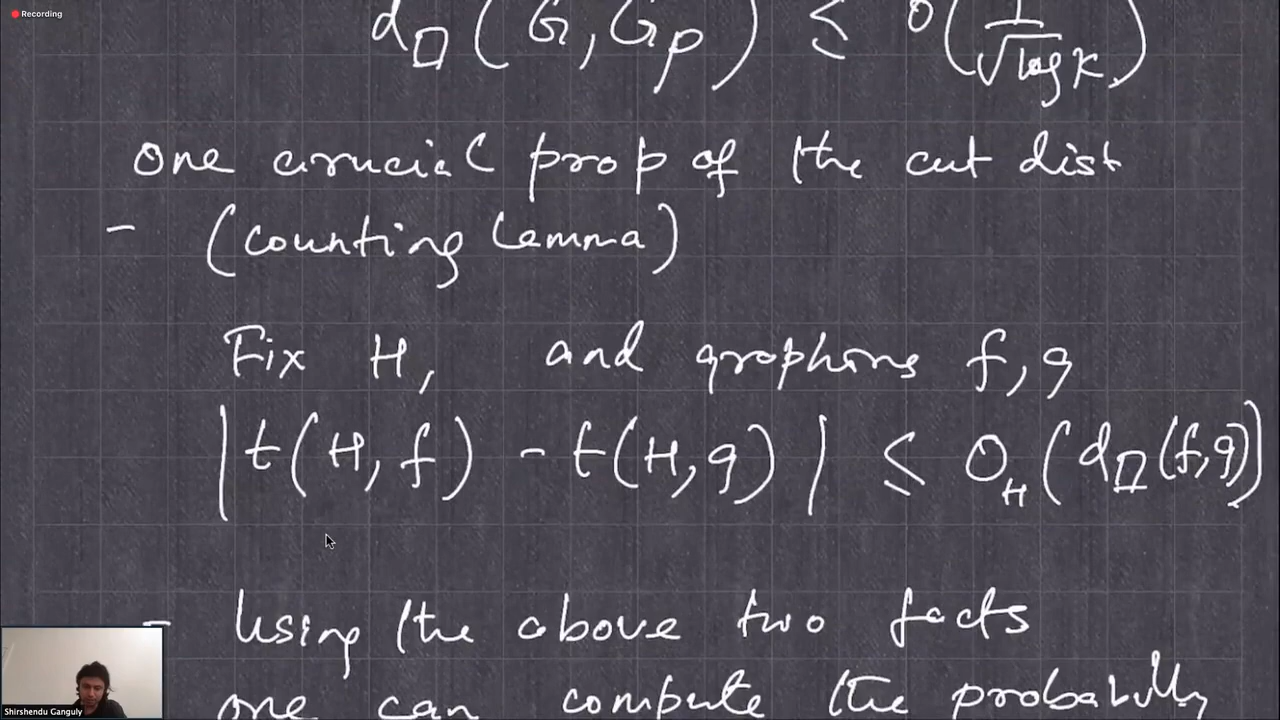 Recording
d□(G, Gp) ≤ O(1/√log K)
One crucial prop of the cut dist
- (counting Lemma)
Fix H, and graphons f, g
|t(H, f) - t(H, g)| ≤ O_H(d□(f, g))
- Using the above two facts
one can compute the probability
Shirshendu Ganguly